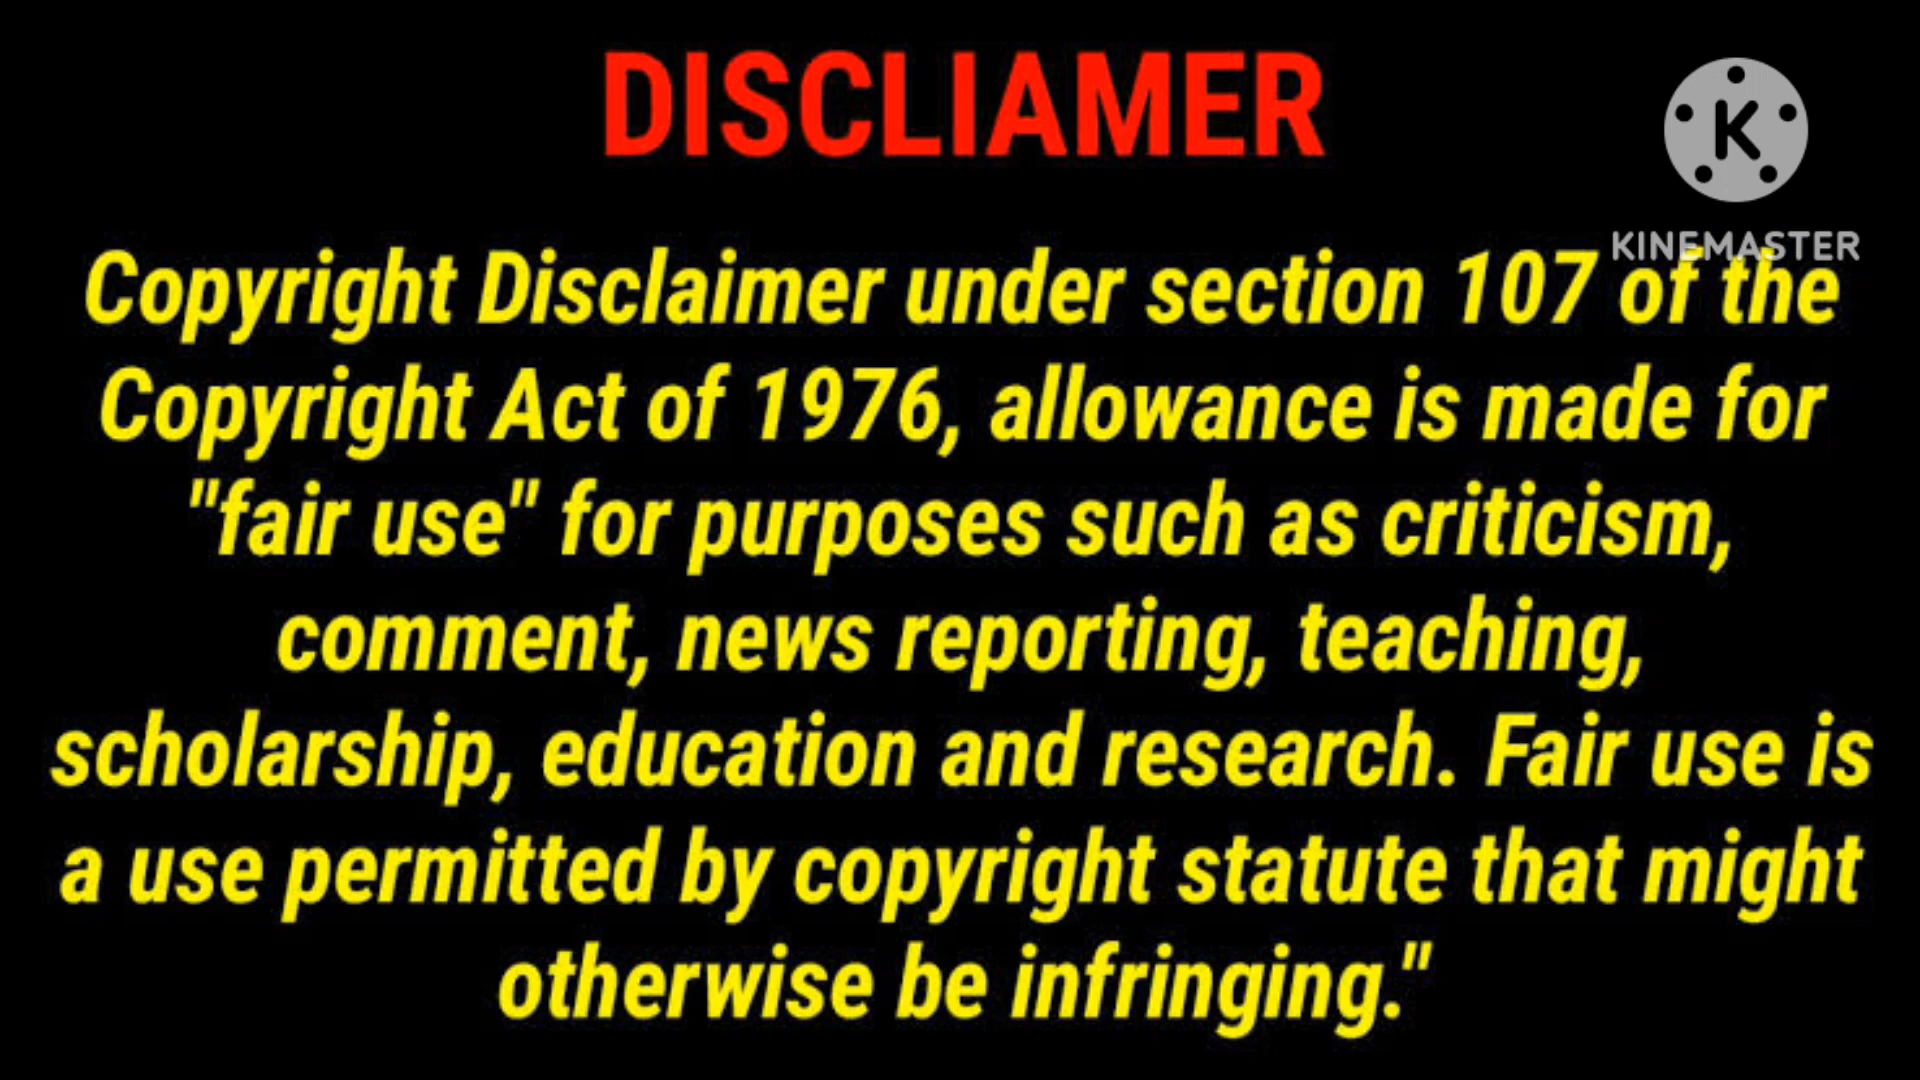 DISCLIAMER
K
KINEMASTER
Copyright Disclaimer under section 107 of the
Copyright Act of 1976, allowance is made for
"fair use" for purposes such as criticism,
comment, news reporting, teaching,
scholarship, education and research. Fair use is
a use permitted by copyright statute that might
otherwise be infringing."